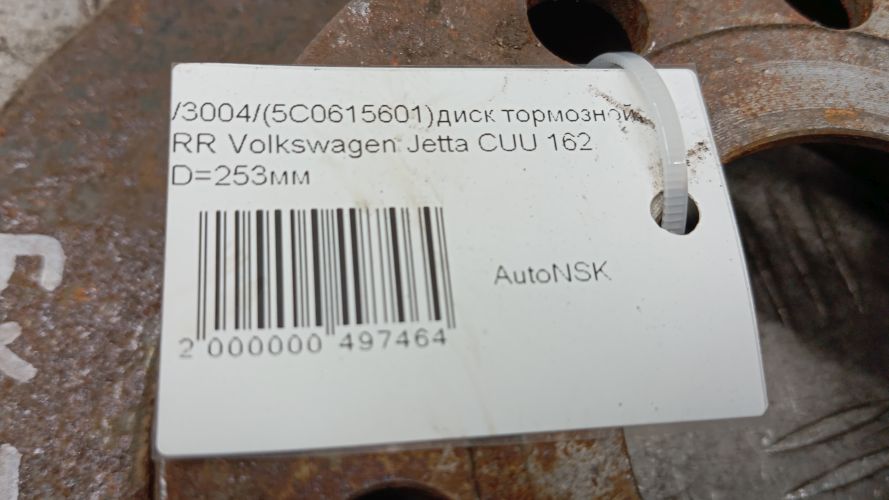 /3004/(5C0615601)диск тормозной
RR Volkswagen Jetta CUU 162
D=253мм
AutoNSK
2 000000 497464